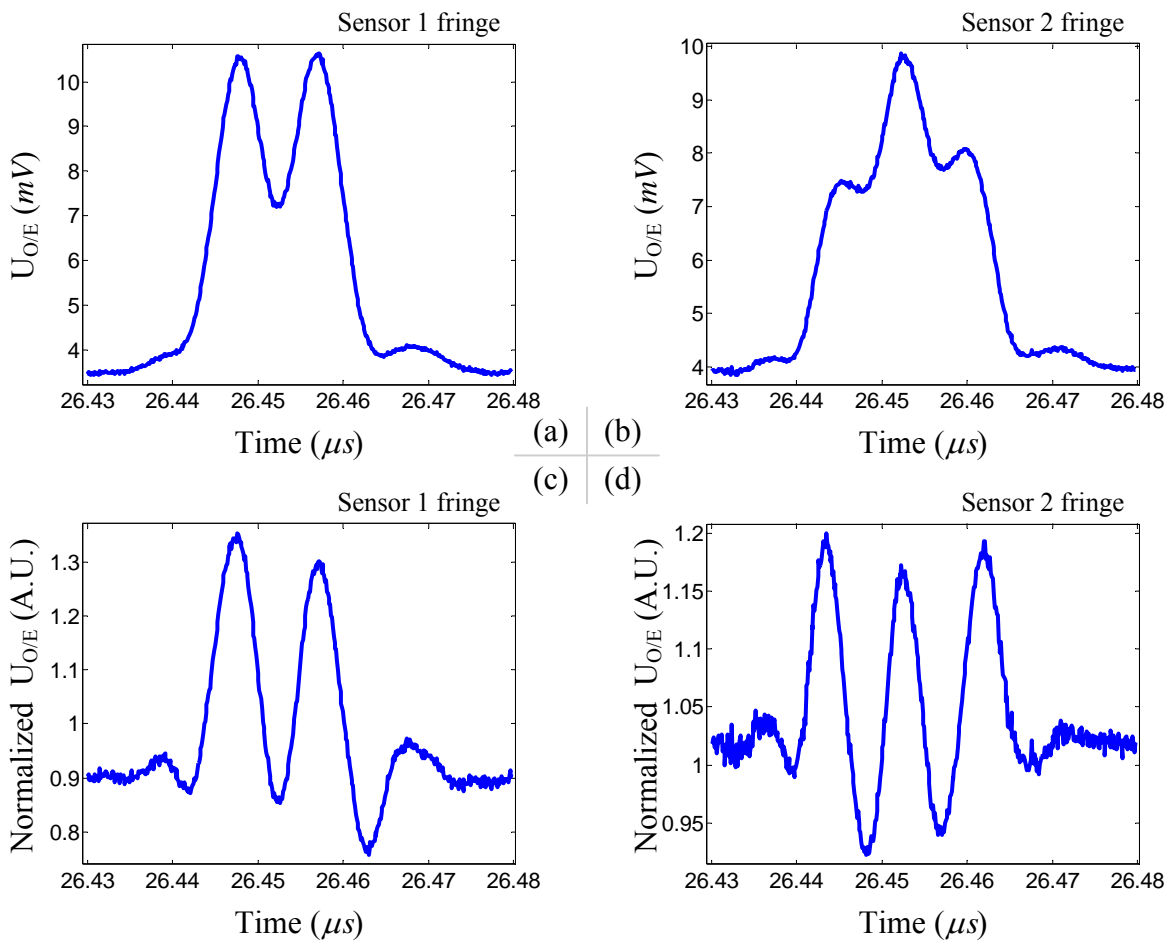 Sensor 1 fringe
U_O/E (mV)
10
9
8
7
6
5
4
26.43 26.44 26.45 26.46 26.47 26.48
Time (μs)
(a)
Sensor 2 fringe
U_O/E (mV)
10
9
8
7
6
5
4
26.43 26.44 26.45 26.46 26.47 26.48
Time (μs)
(b)
(c)
Sensor 1 fringe
Normalized U_O/E (A.U.)
1.3
1.2
1.1
1
0.9
0.8
26.43 26.44 26.45 26.46 26.47 26.48
Time (μs)
(d)
Sensor 2 fringe
Normalized U_O/E (A.U.)
1.2
1.15
1.1
1.05
1
0.95
26.43 26.44 26.45 26.46 26.47 26.48
Time (μs)